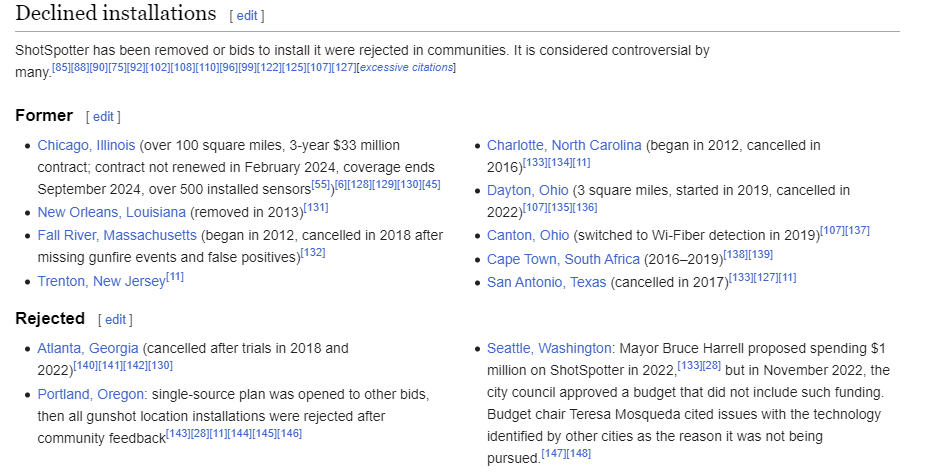 Declined installations [ edit ]
ShotSpotter has been removed or bids to install it were rejected in communities. It is considered controversial by
many.[85][88][90][75][92][102][108][110][96][99][122][125][107][127][excessive citations]
Former [ edit ]
• Chicago, Illinois (over 100 square miles, 3-year $33 million
contract; contract not renewed in February 2024, coverage ends
September 2024, over 500 installed sensors[55])[6][128][129][130][45]
• New Orleans, Louisiana (removed in 2013)[131]
• Fall River, Massachusetts (began in 2012, cancelled in 2018 after
missing gunfire events and false positives)[132]
• Trenton, New Jersey[11]
• Charlotte, North Carolina (began in 2012, cancelled in
2016)[133][134][11]
• Dayton, Ohio (3 square miles, started in 2019, cancelled in
2022)[107][135][136]
• Canton, Ohio (switched to Wi-Fiber detection in 2019)[107][137]
• Cape Town, South Africa (2016–2019)[138][139]
• San Antonio, Texas (cancelled in 2017)[133][127][11]
Rejected [ edit ]
• Atlanta, Georgia (cancelled after trials in 2018 and
2022)[140][141][142][130]
• Portland, Oregon: single-source plan was opened to other bids,
then all gunshot location installations were rejected after
community feedback[143][28][11][144][145][146]
• Seattle, Washington: Mayor Bruce Harrell proposed spending $1
million on ShotSpotter in 2022,[133][28] but in November 2022, the
city council approved a budget that did not include such funding.
Budget chair Teresa Mosqueda cited issues with the technology
identified by other cities as the reason it was not being
pursued.[147][148]